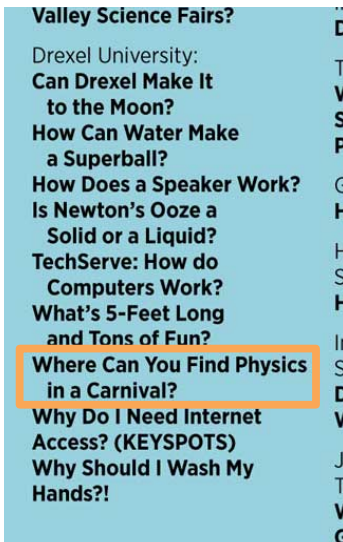 Valley Science Fairs?
Drexel University:
Can Drexel Make It
to the Moon?
How Can Water Make
a Superball?
How Does a Speaker Work?
Is Newton's Ooze a
Solid or a Liquid?
TechServe: How do
Computers Work?
What's 5-Feet Long
and Tons of Fun?
Where Can You Find Physics
in a Carnival?
Why Do I Need Internet
Access? (KEYSPOTS)
Why Should I Wash My
Hands?!